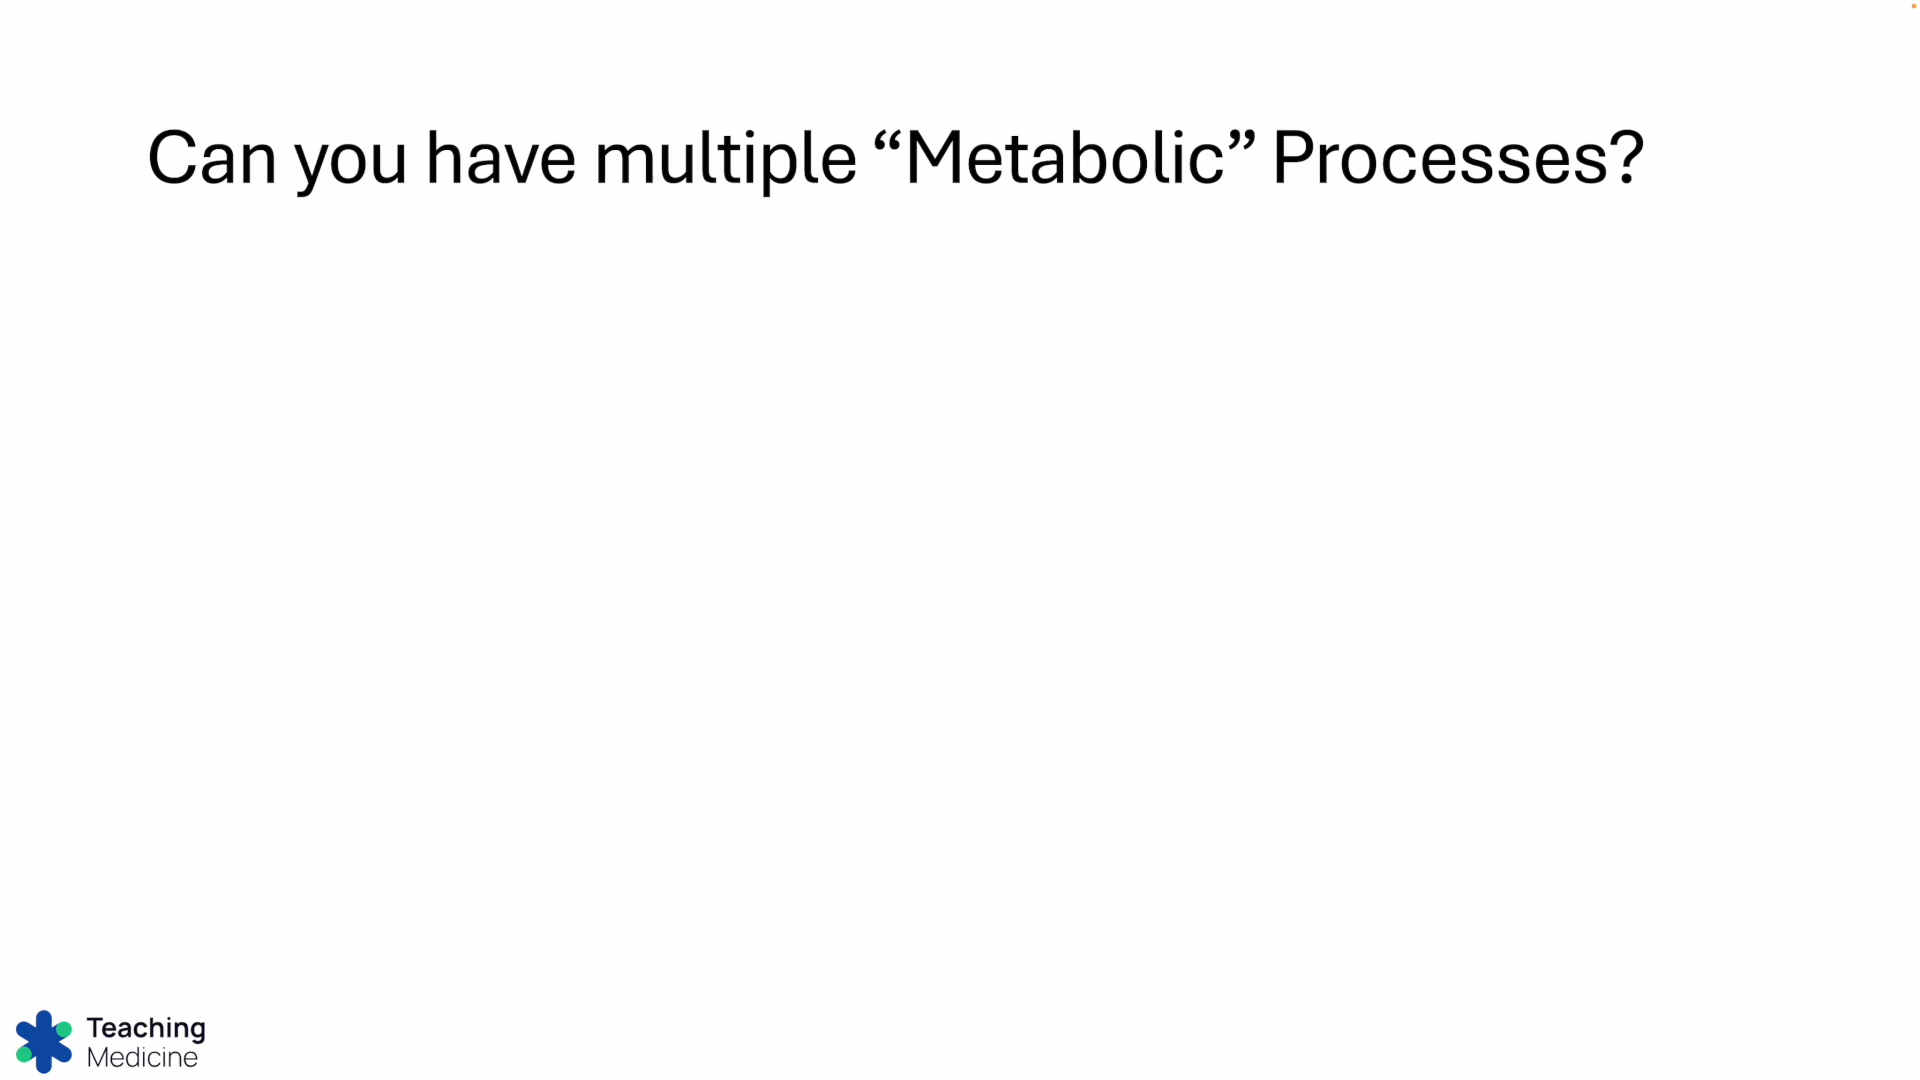 Can you have multiple “Metabolic” Processes?
Teaching
Medicine